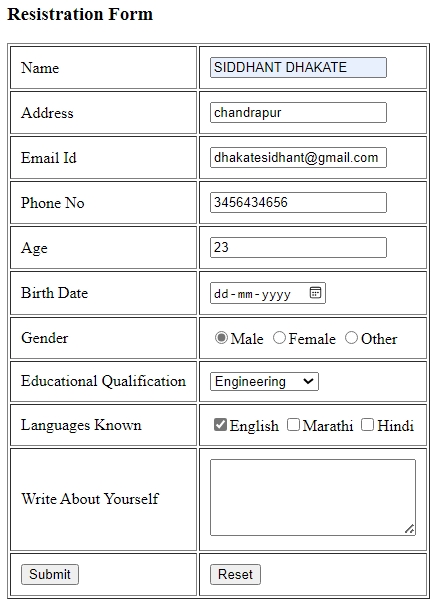 Resistration Form
Name SIDDHANT DHAKATE
Address chandrapur
Email Id dhakatesidhant@gmail.com
Phone No 3456434656
Age 23
Birth Date dd-mm-yyyy
Gender Male Female Other
Educational Qualification Engineering
Languages Known English Marathi Hindi
Write About Yourself
Submit Reset